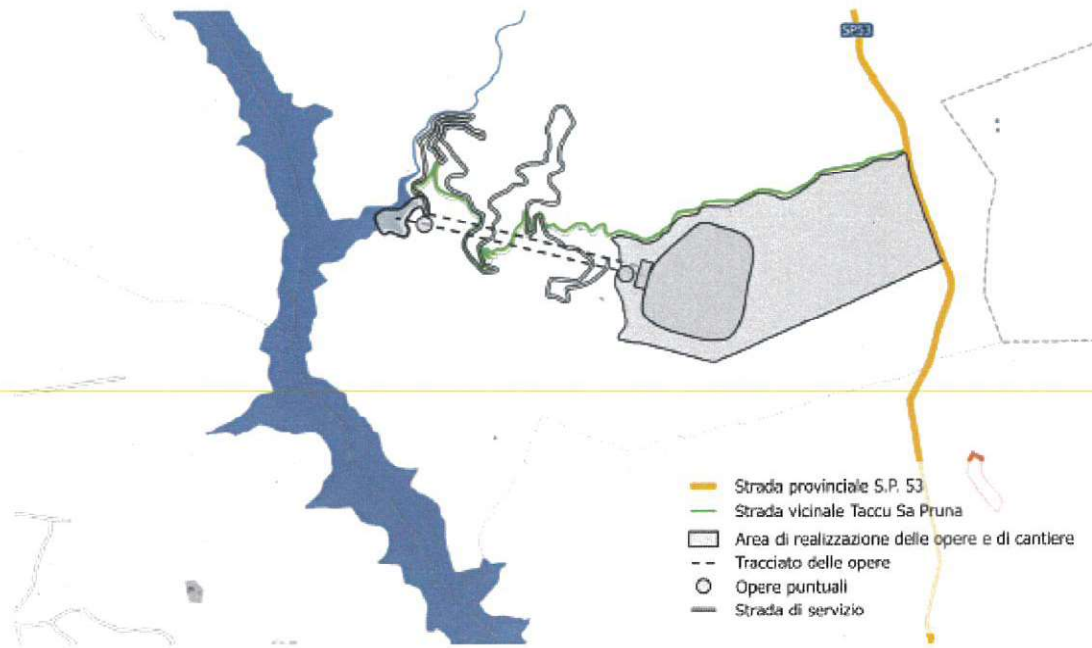 SP53
Strada provinciale S.P. 53
Strada vicinale Taccu Sa Pruna
Area di realizzazione delle opere e di cantiere
Tracciato delle opere
Opere puntuali
Strada di servizio